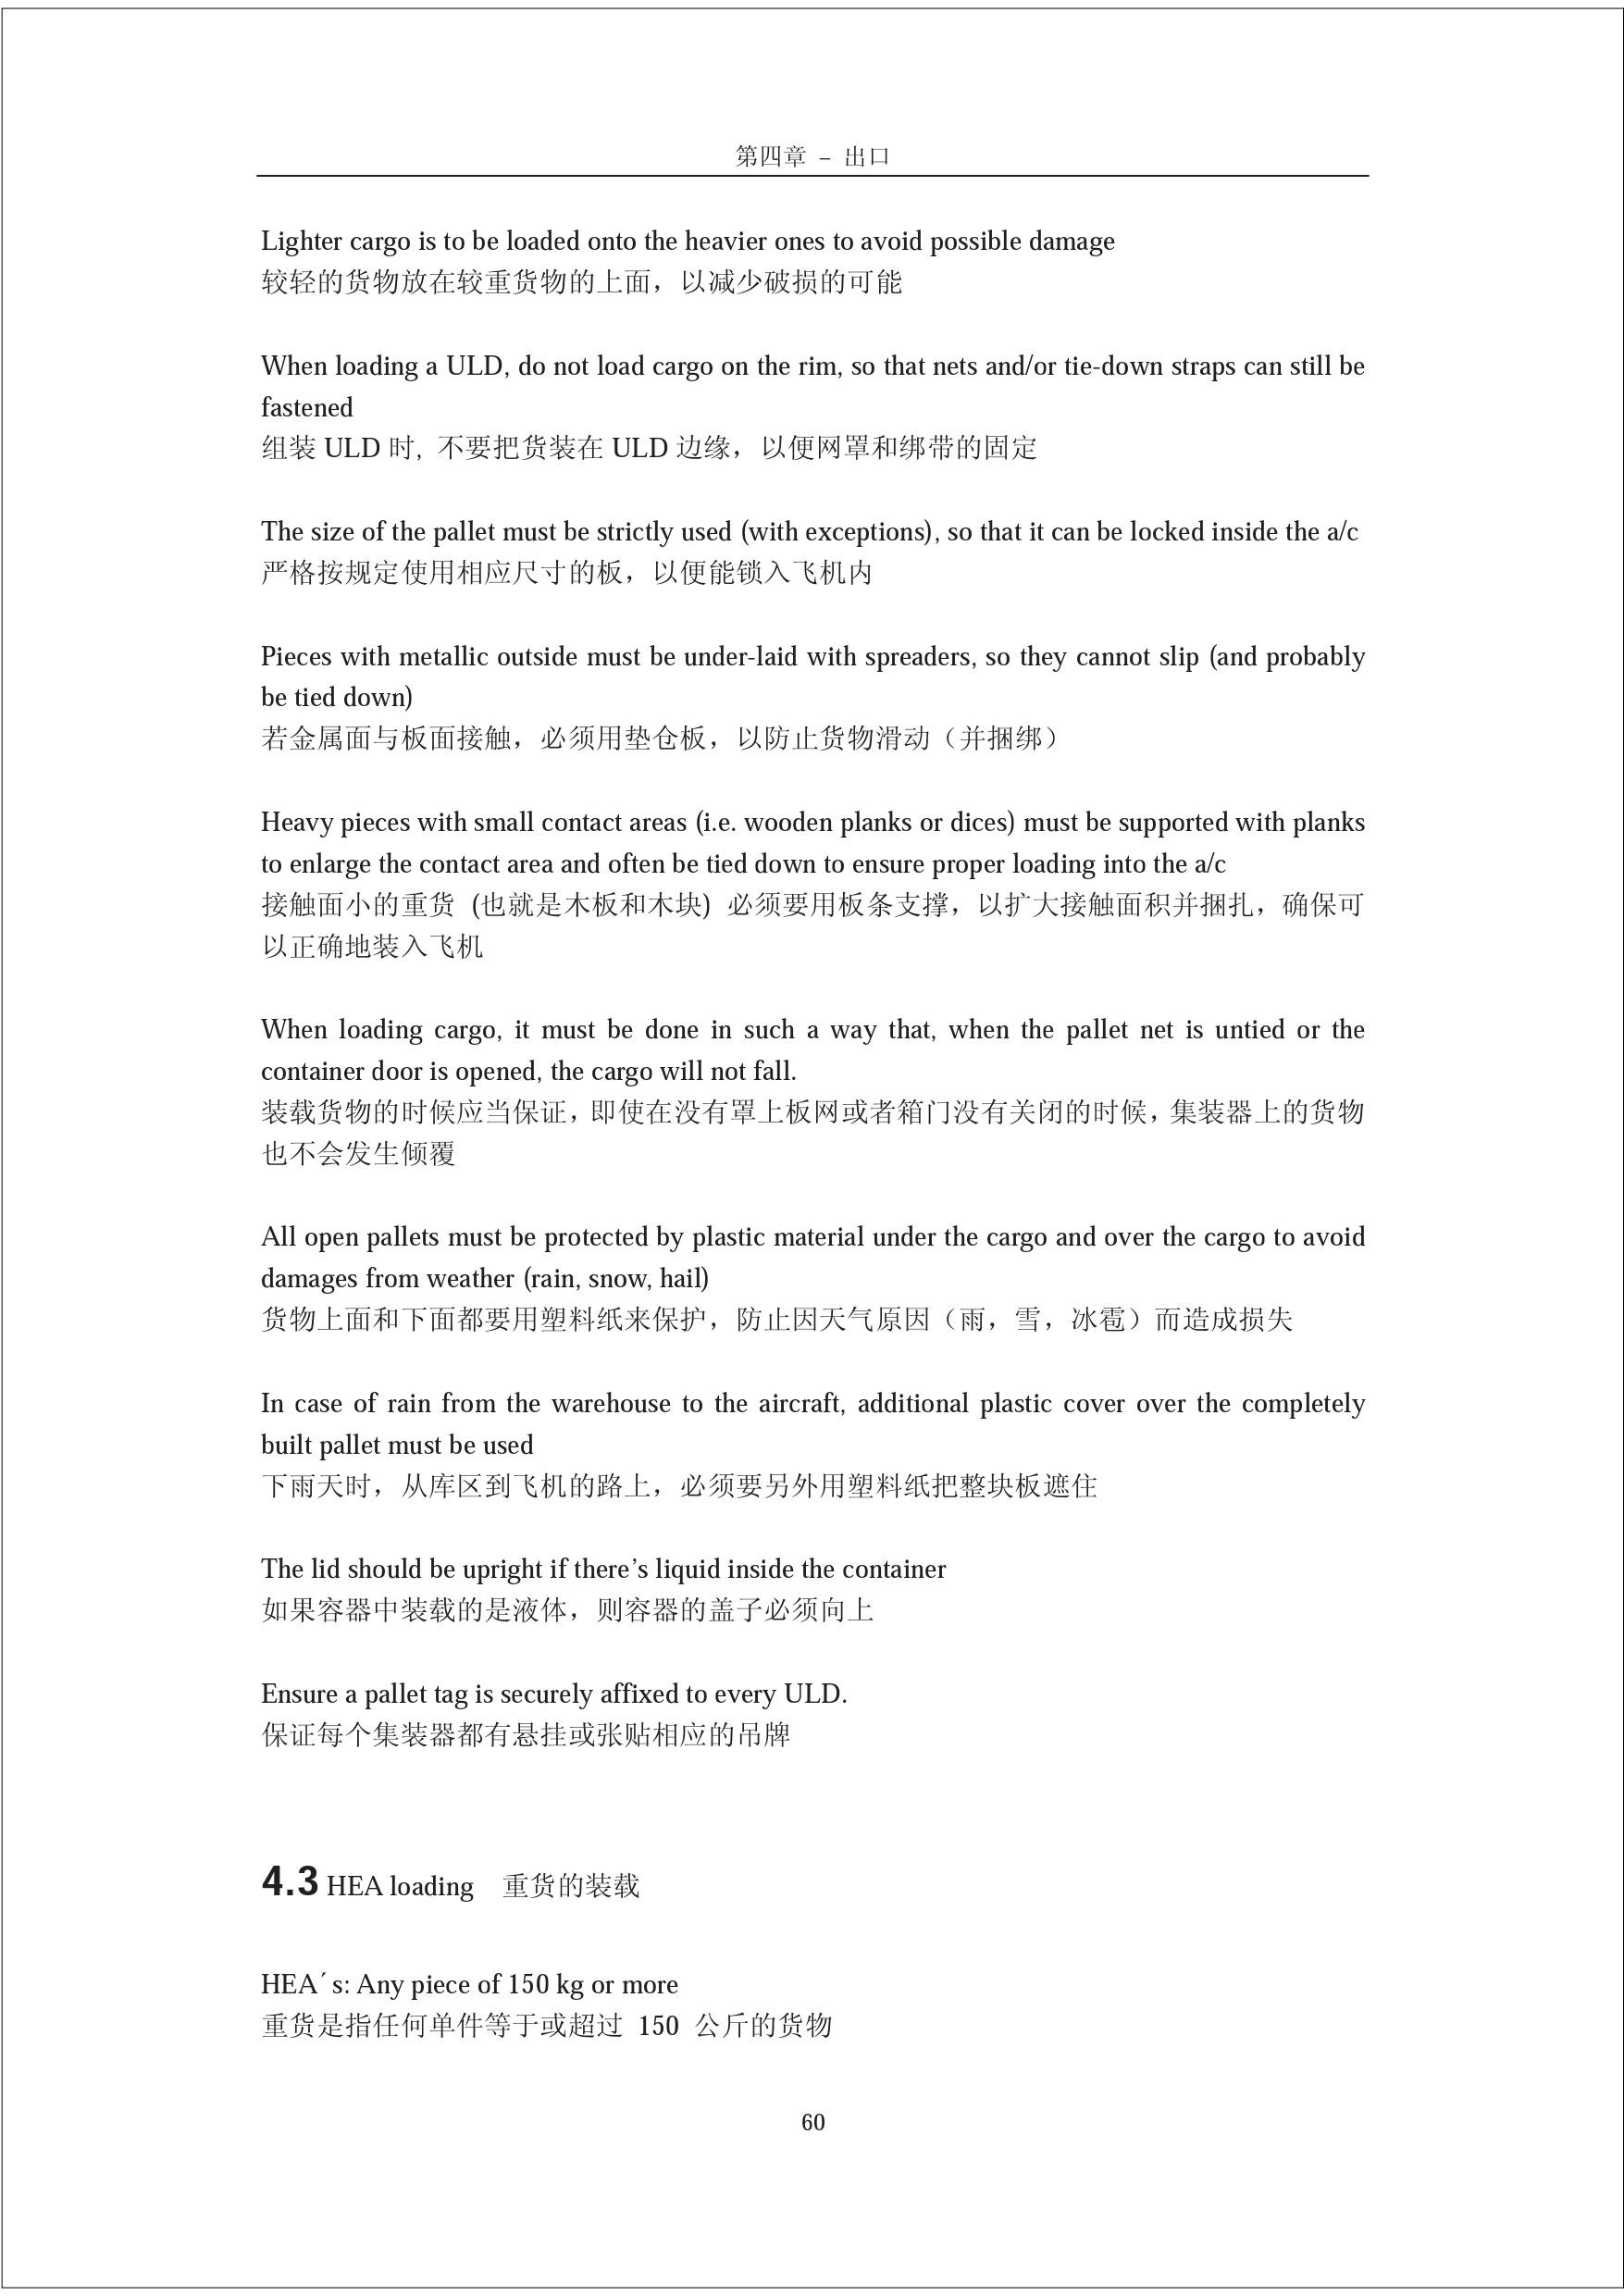 第四章 – 出口
Lighter cargo is to be loaded onto the heavier ones to avoid possible damage
较轻的货物放在较重货物的上面，以减少破损的可能
When loading a ULD, do not load cargo on the rim, so that nets and/or tie-down straps can still be
fastened
组装 ULD 时, 不要把货装在 ULD 边缘，以便网罩和绑带的固定
The size of the pallet must be strictly used (with exceptions), so that it can be locked inside the a/c
严格按规定使用相应尺寸的板，以便能锁入飞机内
Pieces with metallic outside must be under-laid with spreaders, so they cannot slip (and probably
be tied down)
若金属面与板面接触，必须用垫仓板，以防止货物滑动（并捆绑）
Heavy pieces with small contact areas (i.e. wooden planks or dices) must be supported with planks
to enlarge the contact area and often be tied down to ensure proper loading into the a/c
接触面小的重货 (也就是木板和木块) 必须要用板条支撑，以扩大接触面积并捆扎，确保可
以正确地装入飞机
When loading cargo, it must be done in such a way that, when the pallet net is untied or the
container door is opened, the cargo will not fall.
装载货物的时候应当保证，即使在没有罩上板网或者箱门没有关闭的时候，集装器上的货物
也不会发生倾覆
All open pallets must be protected by plastic material under the cargo and over the cargo to avoid
damages from weather (rain, snow, hail)
货物上面和下面都要用塑料纸来保护，防止因天气原因（雨，雪，冰雹）而造成损失
In case of rain from the warehouse to the aircraft, additional plastic cover over the completely
built pallet must be used
下雨天时，从库区到飞机的路上，必须要另外用塑料纸把整块板遮住
The lid should be upright if there’s liquid inside the container
如果容器中装载的是液体，则容器的盖子必须向上
Ensure a pallet tag is securely affixed to every ULD.
保证每个集装器都有悬挂或张贴相应的吊牌
4.3 HEA loading 重货的装载
HEA´s: Any piece of 150 kg or more
重货是指任何单件等于或超过 150 公斤的货物
60